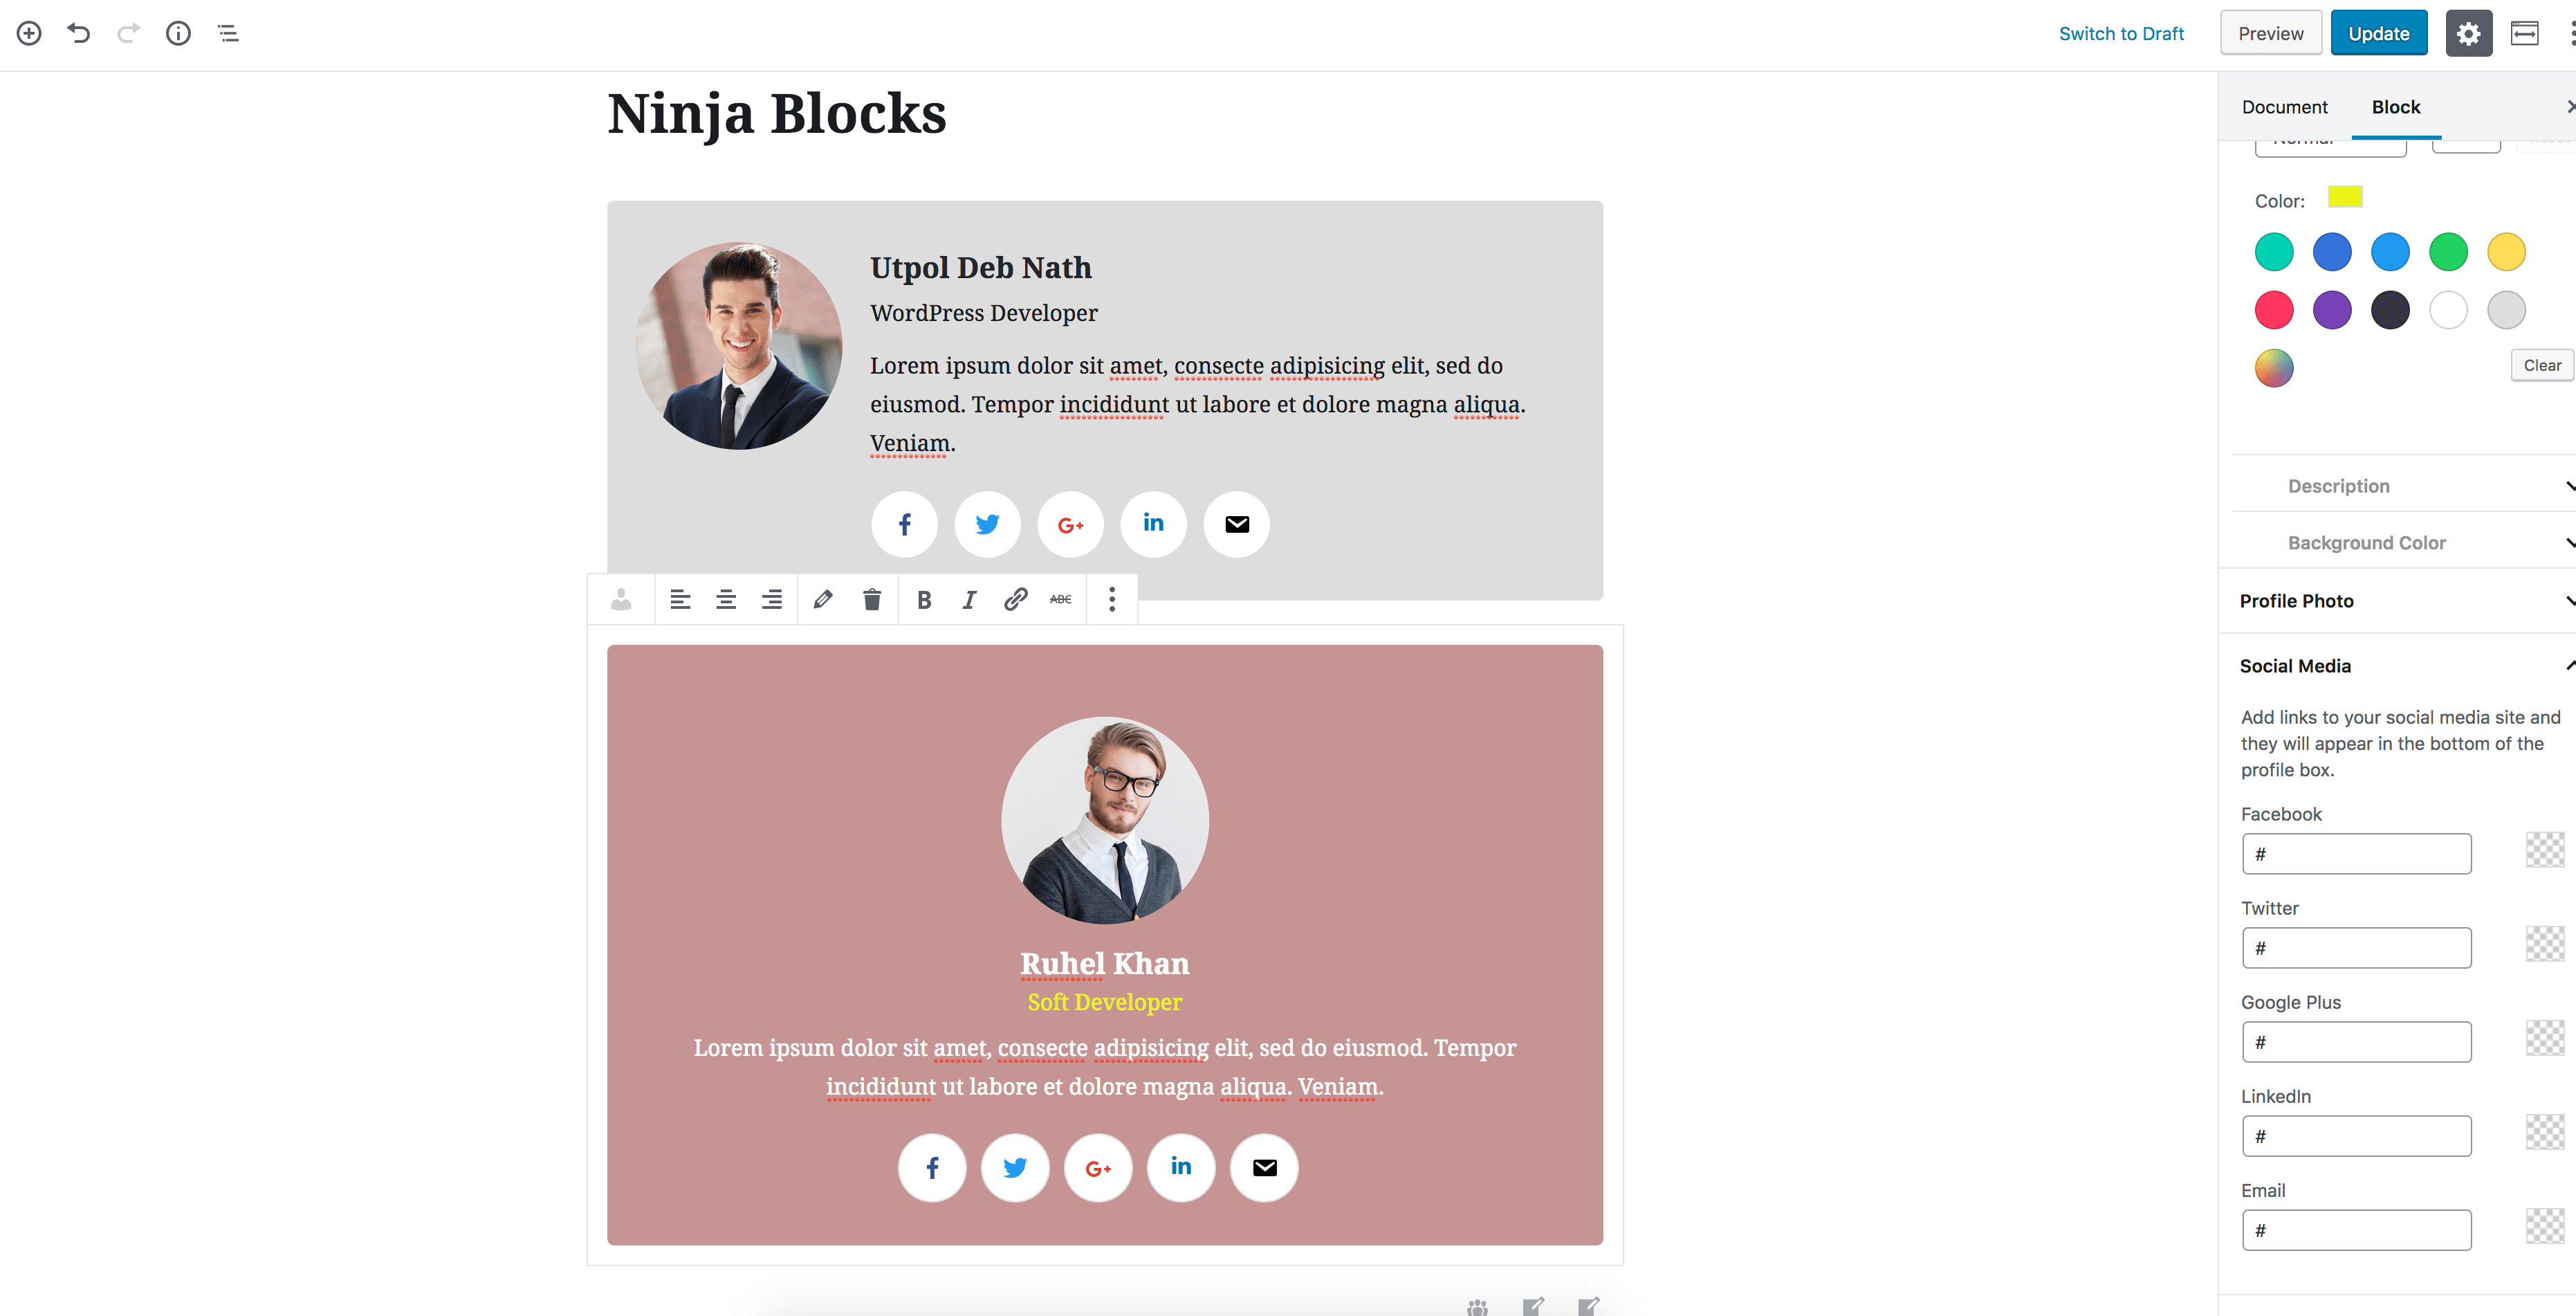 Switch to Draft
Preview
Update
Ninja Blocks
Utpol Deb Nath
WordPress Developer
Lorem ipsum dolor sit amet, consecte adipisicing elit, sed do
eiusmod. Tempor incididunt ut labore et dolore magna aliqua.
Veniam.
f
G+
in
B
I
ABC
Ruhel Khan
Soft Developer
Lorem ipsum dolor sit amet, consecte adipisicing elit, sed do eiusmod. Tempor
incididunt ut labore et dolore magna aliqua. Veniam.
f
G+
in
Document
Block
Color:
Clear
Description
Background Color
Profile Photo
Social Media
Add links to your social media site and
they will appear in the bottom of the
profile box.
Facebook
#
Twitter
#
Google Plus
#
LinkedIn
#
Email
#